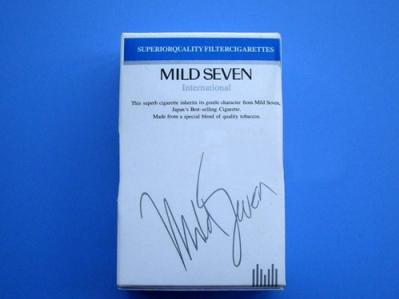 SUPERIORQUALITY FILTERCIGARETTES
MILD SEVEN
International
This superb cigarette inherits its gentle character from Mild Seven,
Japan's Best-selling Cigarette.
Made from a special blend of quality tobaccos.
Mild Seven